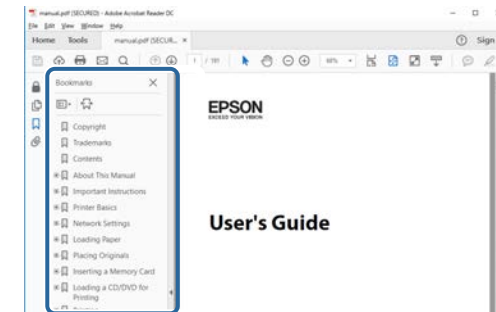 manual.pdf (SECURED) - Adobe Acrobat Reader DC
File Edit View Window Help
Home Tools manual.pdf (SECUR... ×
Sign
1 / 181
60%
Bookmarks
Copyright
Trademarks
Contents
About This Manual
Important Instructions
Printer Basics
Network Settings
Loading Paper
Placing Originals
Inserting a Memory Card
Loading a CD/DVD for
Printing
EPSON
EXCEED YOUR VISION
User's Guide